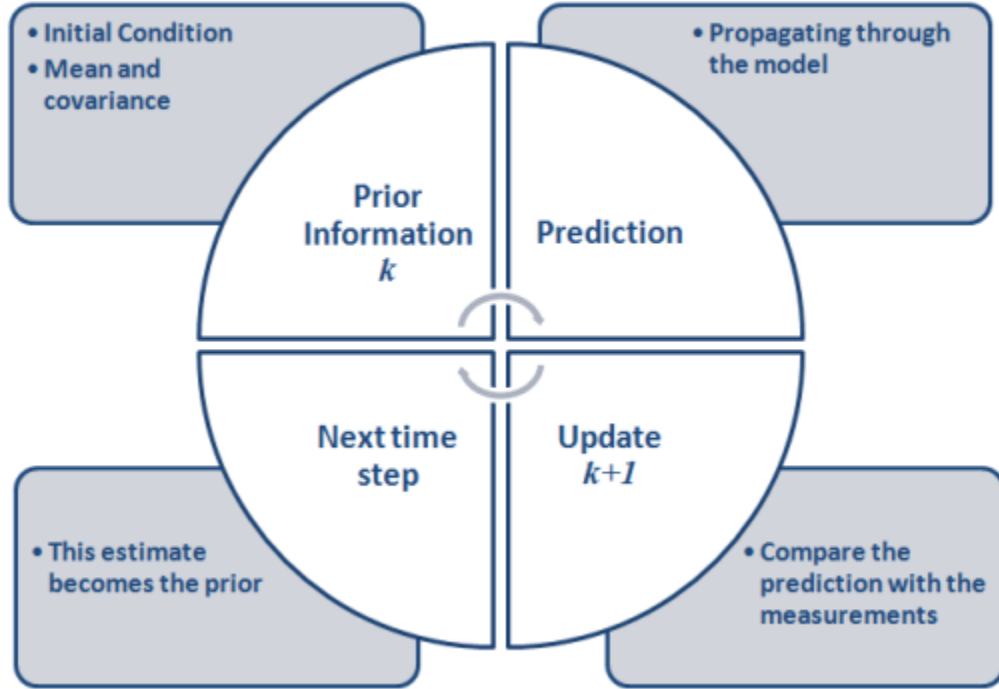 • Initial Condition
• Mean and
covariance
• Propagating through
the model
Prior
Information
k
Prediction
Next time
step
Update
k+1
• This estimate
becomes the prior
• Compare the
prediction with the
measurements